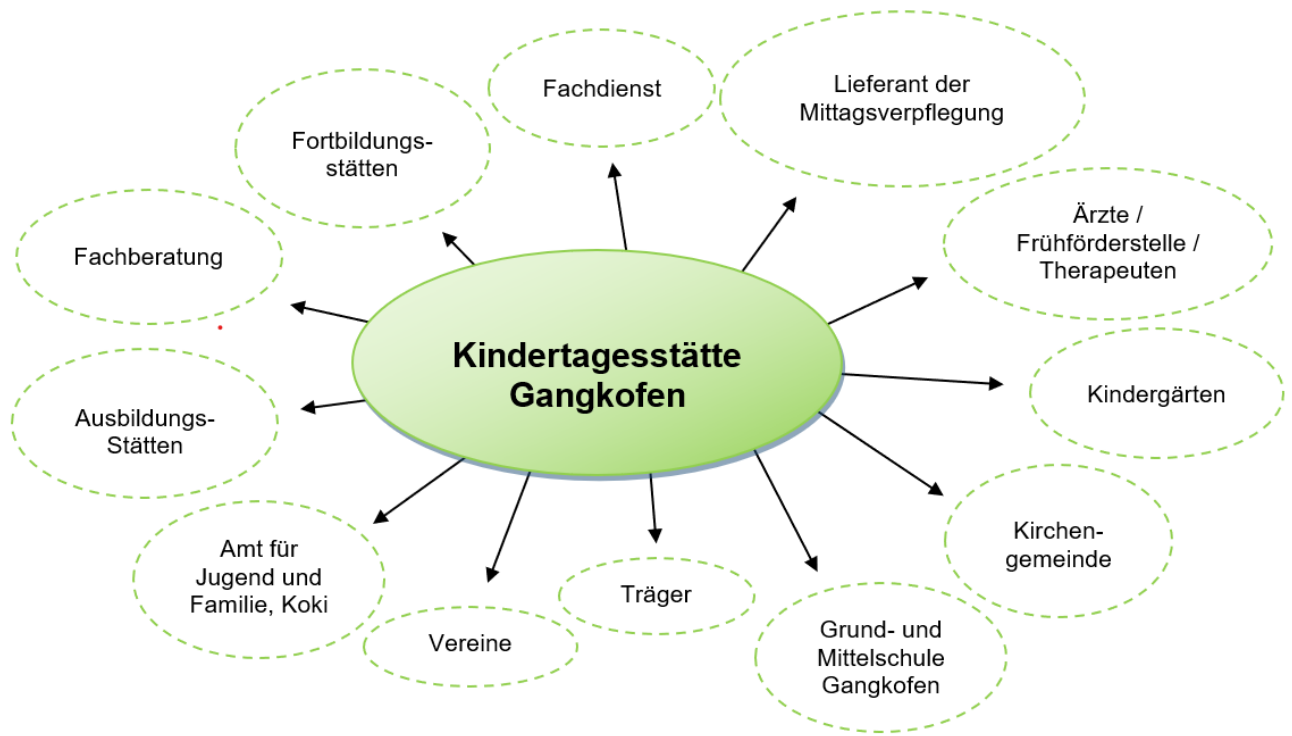 Fachdienst
Lieferant der
Mittagsverpflegung
Fortbildungs-
stätten
Ärzte /
Frühförderstelle /
Therapeuten
Fachberatung
Kindertagesstätte
Gangkofen
Kindergärten
Ausbildungs-
Stätten
Kirchen-
gemeinde
Amt für
Jugend und
Familie, Koki
Träger
Vereine
Grund- und
Mittelschule
Gangkofen